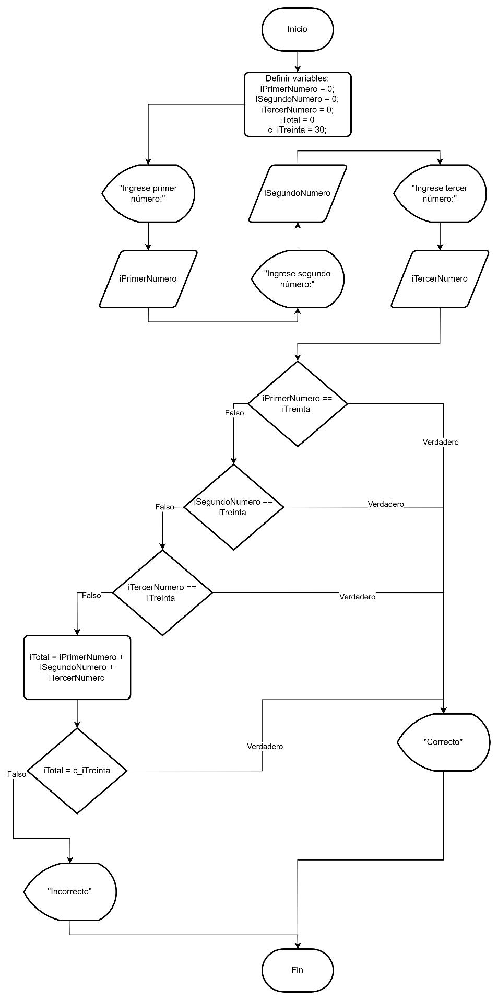 Inicio
Definir variables:
iPrimerNumero = 0;
iSegundoNumero = 0;
iTercerNumero = 0;
iTotal = 0
c_iTreinta = 30;
"Ingrese primer
número:"
iPrimerNumero
"Ingrese segundo
número:"
iSegundoNumero
"Ingrese tercer
número:"
iTercerNumero
iPrimerNumero ==
iTreinta
Falso
Verdadero
iSegundoNumero ==
iTreinta
Falso
Verdadero
iTercerNumero ==
iTreinta
Falso
Verdadero
iTotal = iPrimerNumero +
iSegundoNumero +
iTercerNumero
iTotal = c_iTreinta
Falso
Verdadero
"Correcto"
"Incorrecto"
Fin